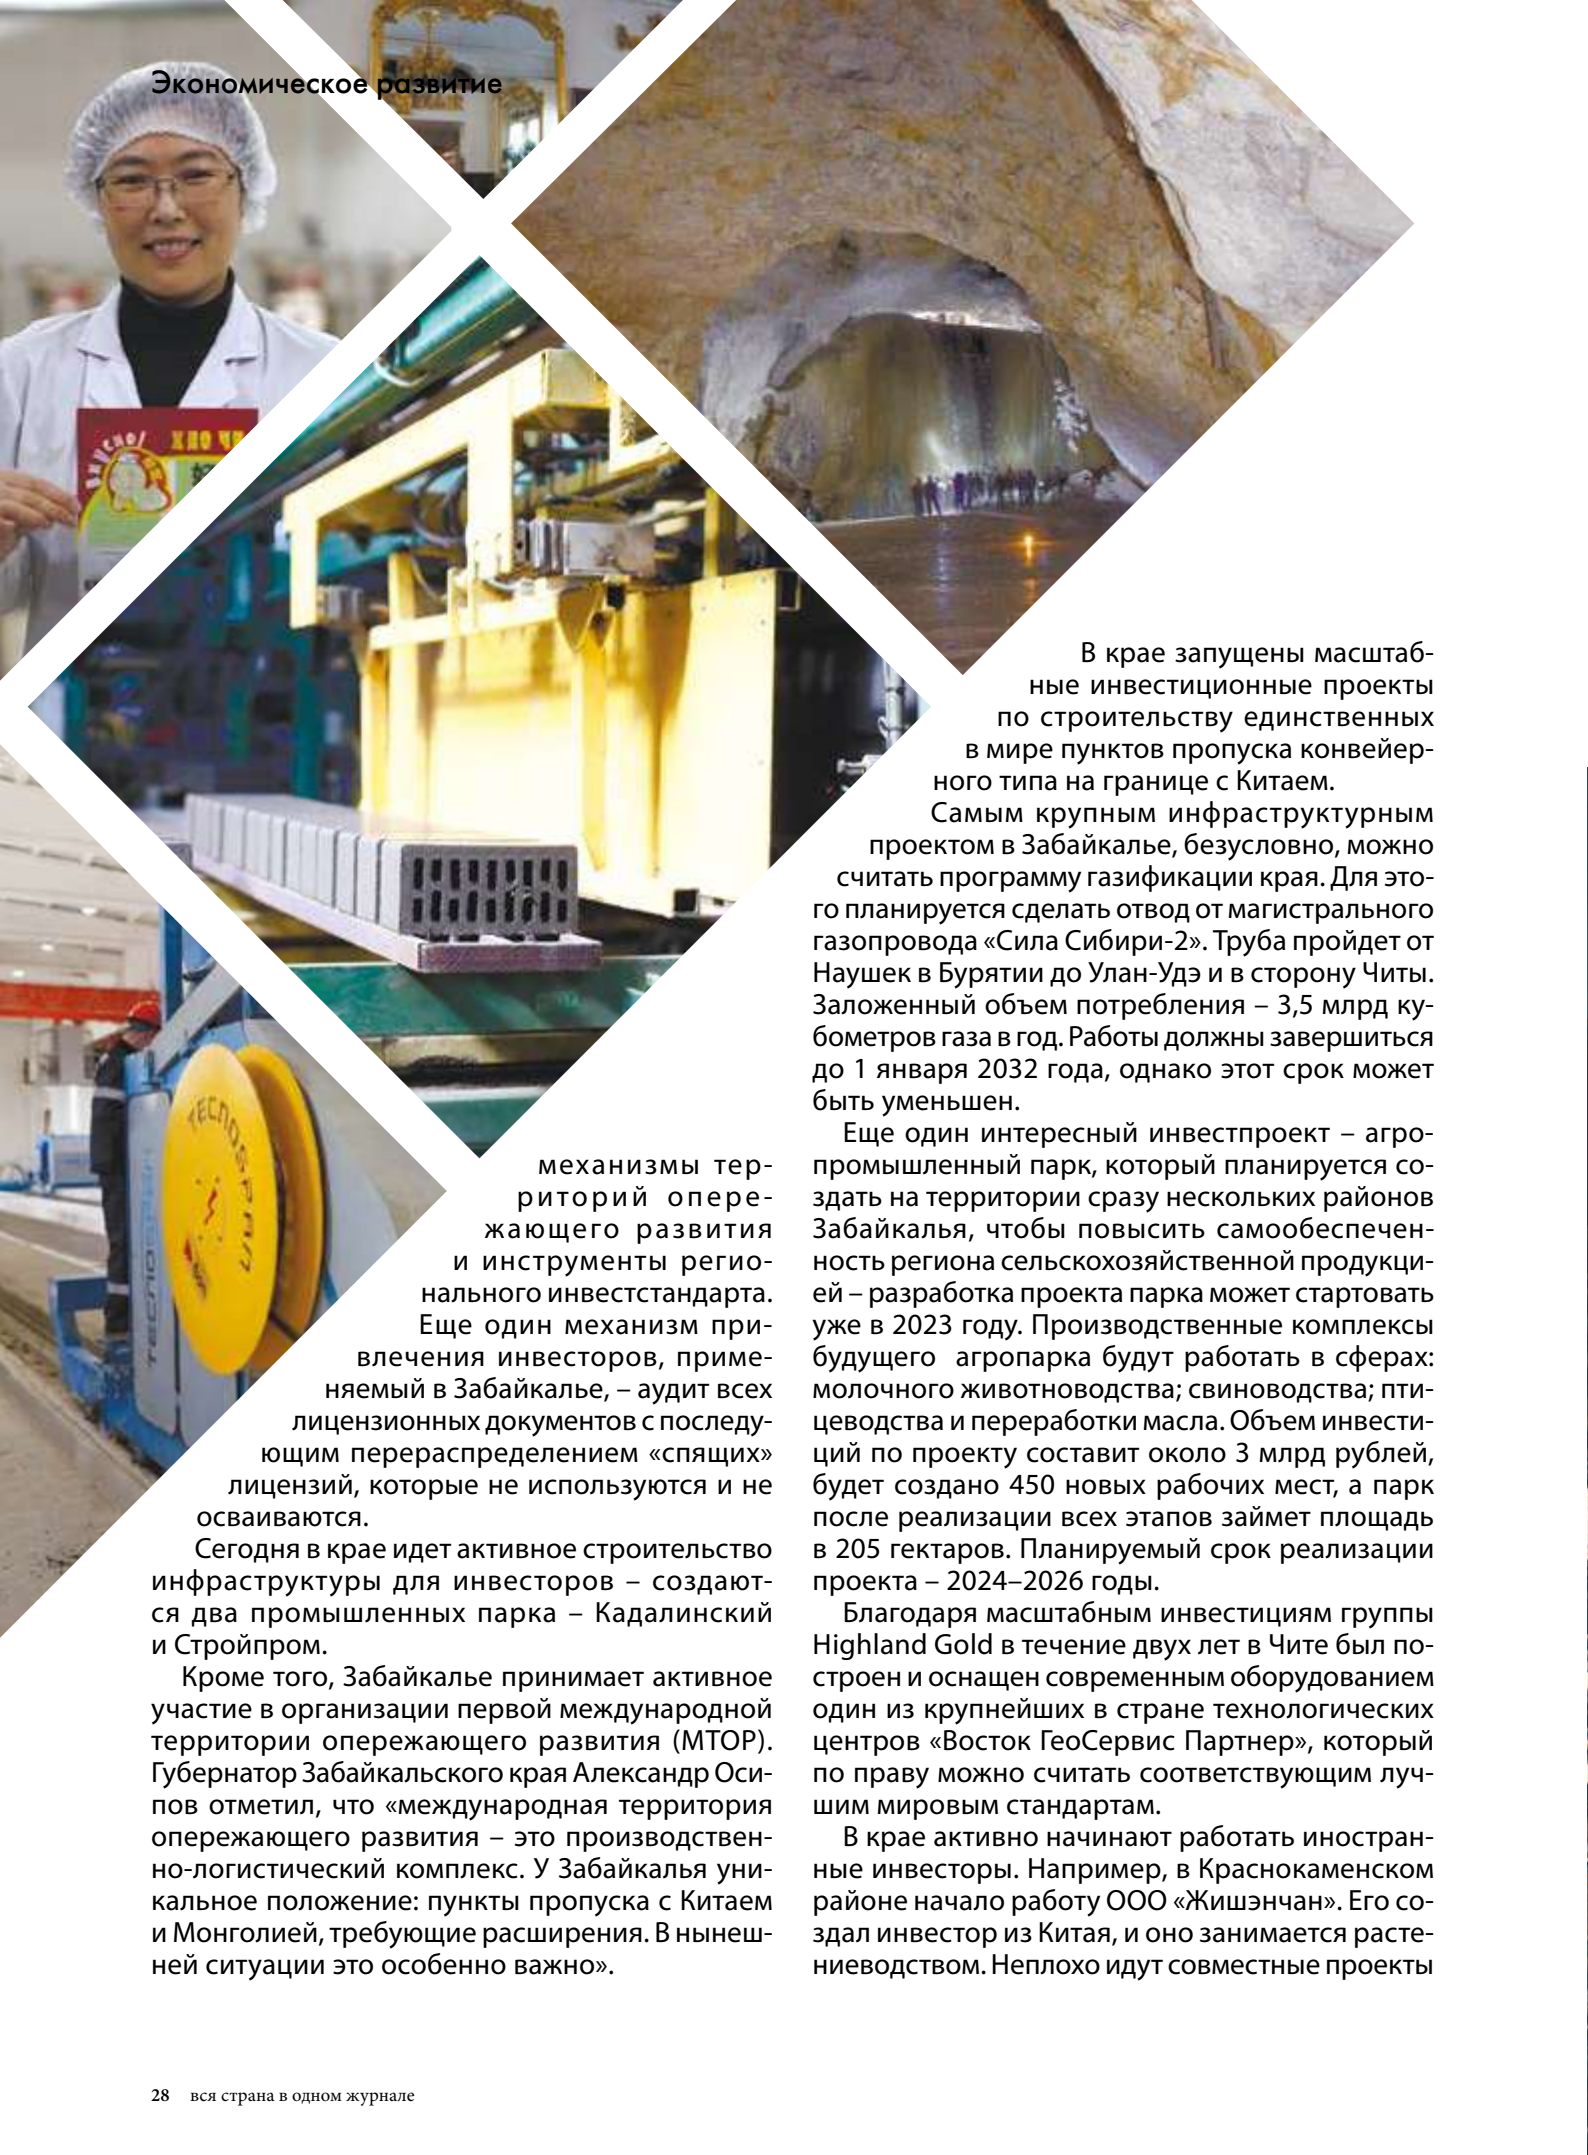 Экономическое развитие
ВКУСНО!
ХАО ЧИ
TECNOSPAN
TECNOSPAN
механизмы тер-
риторий опере-
жающего развития
и инструменты регио-
нального инвестстандарта.
Еще один механизм при-
влечения инвесторов, приме-
няемый в Забайкалье, – аудит всех
лицензионных документов с последу-
ющим перераспределением «спящих»
лицензий, которые не используются и не
осваиваются.
Сегодня в крае идет активное строительство
инфраструктуры для инвесторов – создают-
ся два промышленных парка – Кадалинский
и Стройпром.
Кроме того, Забайкалье принимает активное
участие в организации первой международной
территории опережающего развития (МТОР).
Губернатор Забайкальского края Александр Оси-
пов отметил, что «международная территория
опережающего развития – это производствен-
но-логистический комплекс. У Забайкалья уни-
кальное положение: пункты пропуска с Китаем
и Монголией, требующие расширения. В нынеш-
ней ситуации это особенно важно».
В крае запущены масштаб-
ные инвестиционные проекты
по строительству единственных
в мире пунктов пропуска конвейер-
ного типа на границе с Китаем.
Самым крупным инфраструктурным
проектом в Забайкалье, безусловно, можно
считать программу газификации края. Для это-
го планируется сделать отвод от магистрального
газопровода «Сила Сибири-2». Труба пройдет от
Наушек в Бурятии до Улан-Удэ и в сторону Читы.
Заложенный объем потребления – 3,5 млрд ку-
бометров газа в год. Работы должны завершиться
до 1 января 2032 года, однако этот срок может
быть уменьшен.
Еще один интересный инвестпроект – агро-
промышленный парк, который планируется со-
здать на территории сразу нескольких районов
Забайкалья, чтобы повысить самообеспечен-
ность региона сельскохозяйственной продукци-
ей – разработка проекта парка может стартовать
уже в 2023 году. Производственные комплексы
будущего агропарка будут работать в сферах:
молочного животноводства; свиноводства; пти-
цеводства и переработки масла. Объем инвести-
ций по проекту составит около 3 млрд рублей,
будет создано 450 новых рабочих мест, а парк
после реализации всех этапов займет площадь
в 205 гектаров. Планируемый срок реализации
проекта – 2024–2026 годы.
Благодаря масштабным инвестициям группы
Highland Gold в течение двух лет в Чите был по-
строен и оснащен современным оборудованием
один из крупнейших в стране технологических
центров «Восток ГеоСервис Партнер», который
по праву можно считать соответствующим луч-
шим мировым стандартам.
В крае активно начинают работать иностран-
ные инвесторы. Например, в Краснокаменском
районе начало работу ООО «Жишэнчан». Его со-
здал инвестор из Китая, и оно занимается расте-
ниеводством. Неплохо идут совместные проекты
28 вся страна в одном журнале